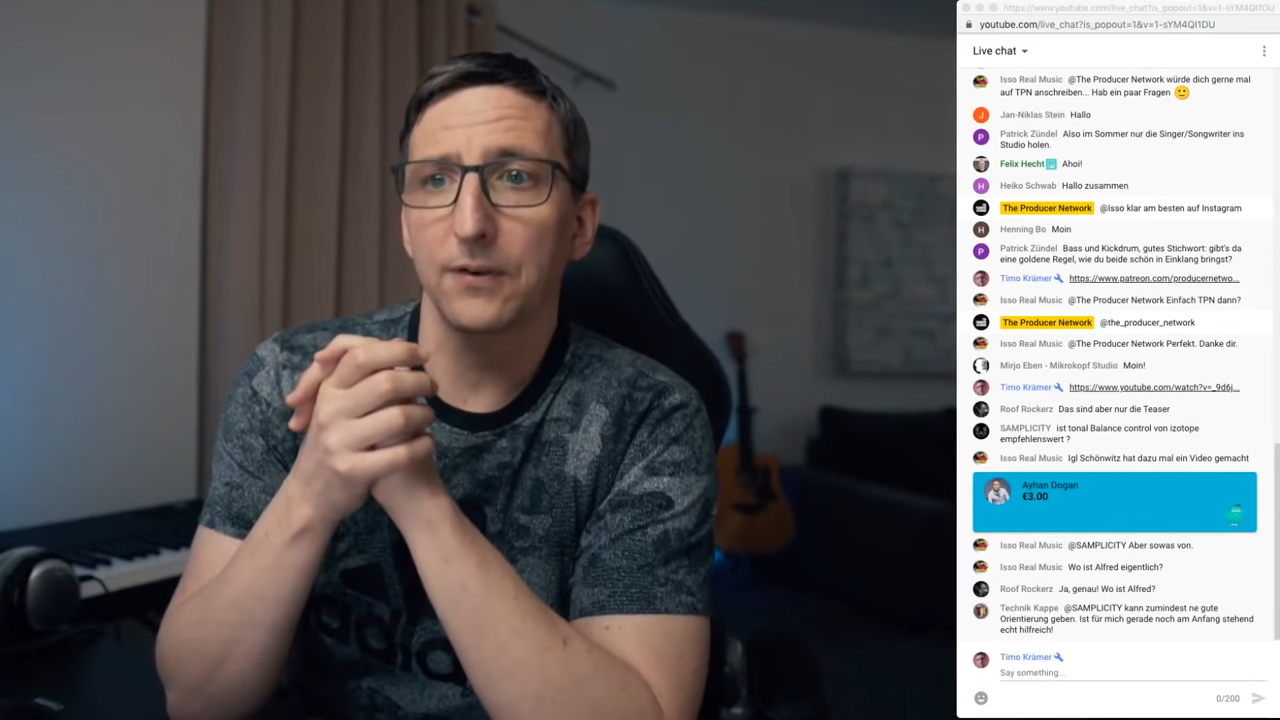 https://www.youtube.com/live_chat?is_popout=1&v=1-sYM4QI1DU
youtube.com/live_chat?is_popout=1&v=1-sYM4QI1DU
Live chat
Isso Real Music @The Producer Network würde dich gerne mal
auf TPN anschreiben... Hab ein paar Fragen 🙂
J
Jan-Niklas Stein Hallo
P
Patrick Zündel Also im Sommer nur die Singer/Songwriter ins
Studio holen.
Felix Hecht Ahoi!
H
Heiko Schwab Hallo zusammen
The Producer Network @Isso klar am besten auf Instagram
H
Henning Bo Moin
P
Patrick Zündel Bass und Kickdrum, gutes Stichwort: gibt's da
eine goldene Regel, wie du beide schön in Einklang bringst?
Timo Krämer https://www.patreon.com/producernetwo...
Isso Real Music @The Producer Network Einfach TPN dann?
The Producer Network @the_producer_network
Isso Real Music @The Producer Network Perfekt. Danke dir.
Mirjo Eben - Mikrokopf Studio Moin!
Timo Krämer https://www.youtube.com/watch?v=_9d6j...
Roof Rockerz Das sind aber nur die Teaser
SAMPLICITY ist tonal Balance control von izotope
empfehlenswert ?
Isso Real Music Igl Schönwitz hat dazu mal ein Video gemacht
Ayhan Dogan
€3.00
Isso Real Music @SAMPLICITY Aber sowas von.
Isso Real Music Wo ist Alfred eigentlich?
Roof Rockerz Ja, genau! Wo ist Alfred?
Technik Kappe @SAMPLICITY kann zumindest ne gute
Orientierung geben. Ist für mich gerade noch am Anfang stehend
echt hilfreich!
Timo Krämer
Say something...
0/200